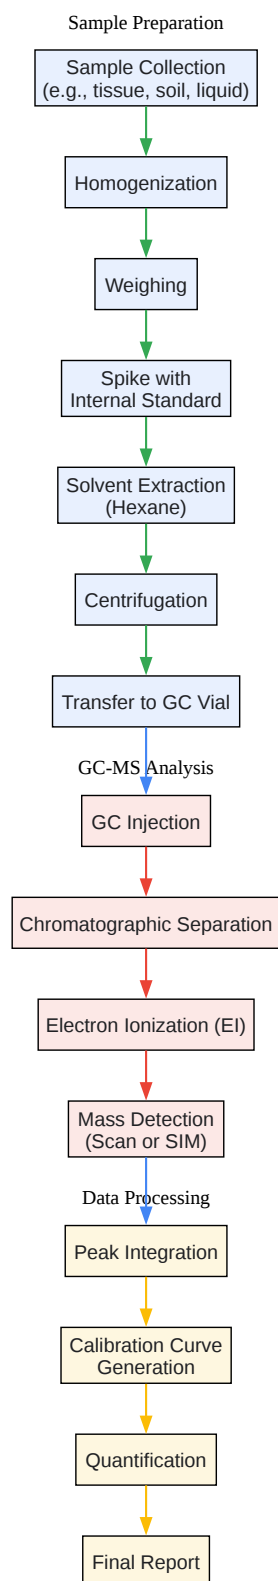 Sample Preparation
Sample Collection
(e.g., tissue, soil, liquid)
Homogenization
Weighing
Spike with
Internal Standard
Solvent Extraction
(Hexane)
Centrifugation
Transfer to GC Vial
GC-MS Analysis
GC Injection
Chromatographic Separation
Electron Ionization (EI)
Mass Detection
(Scan or SIM)
Data Processing
Peak Integration
Calibration Curve
Generation
Quantification
Final Report